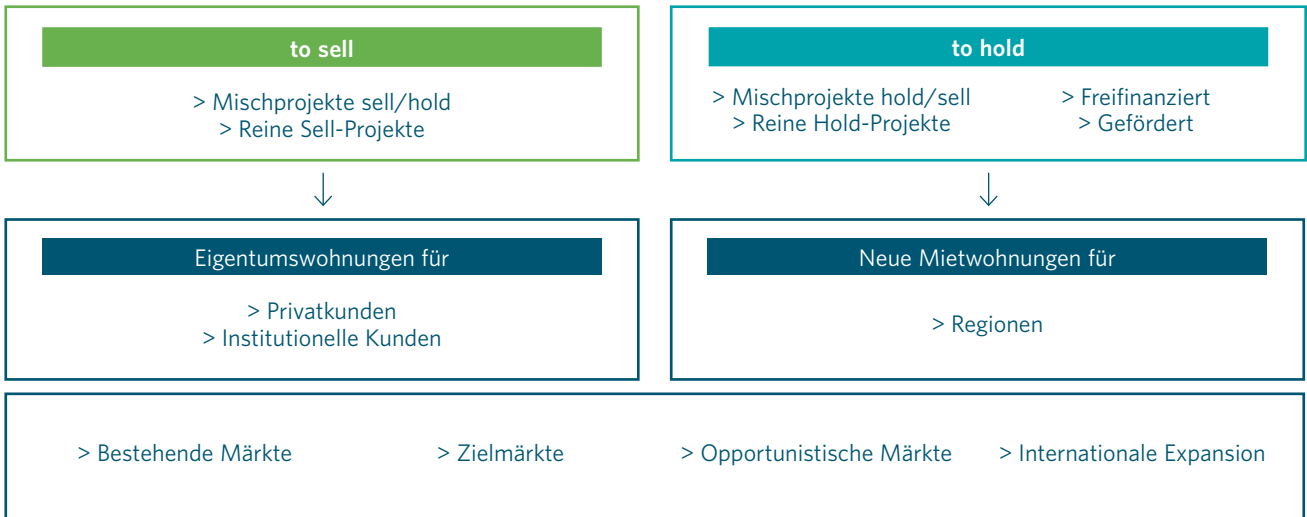 to sell
> Mischprojekte sell/hold
> Reine Sell-Projekte
to hold
> Mischprojekte hold/sell
> Reine Hold-Projekte
> Freifinanziert
> Gefördert
Eigentumswohnungen für
> Privatkunden
> Institutionelle Kunden
Neue Mietwohnungen für
> Regionen
> Bestehende Märkte
> Zielmärkte
> Opportunistische Märkte
> Internationale Expansion